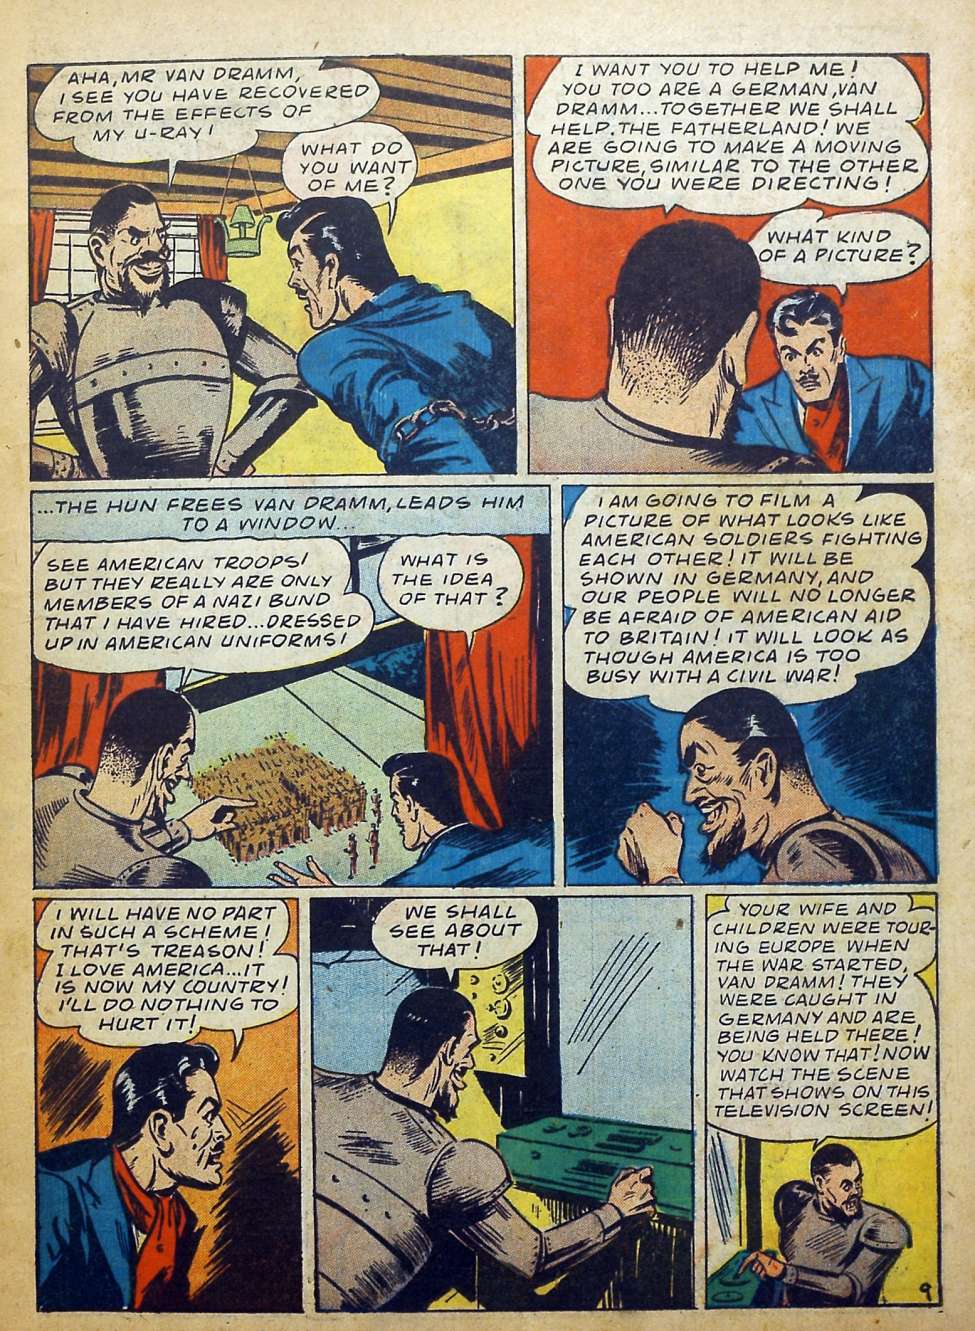 AHA, MR VAN DRAMM,
I SEE YOU HAVE RECOVERED
FROM THE EFFECTS OF
MY U-RAY!
WHAT DO
YOU WANT
OF ME?
I WANT YOU TO HELP ME!
YOU TOO ARE A GERMAN, VAN
DRAMM...TOGETHER WE SHALL
HELP. THE FATHERLAND! WE
ARE GOING TO MAKE A MOVING
PICTURE, SIMILAR TO THE OTHER
ONE YOU WERE DIRECTING!
WHAT KIND
OF A PICTURE?
...THE HUN FREES VAN DRAMM, LEADS HIM
TO A WINDOW...
SEE AMERICAN TROOPS!
BUT THEY REALLY ARE ONLY
MEMBERS OF A NAZI BUND
THAT I HAVE HIRED...DRESSED
UP IN AMERICAN UNIFORMS!
WHAT IS
THE IDEA
OF THAT?
I AM GOING TO FILM A
PICTURE OF WHAT LOOKS LIKE
AMERICAN SOLDIERS FIGHTING
EACH OTHER! IT WILL BE
SHOWN IN GERMANY, AND
OUR PEOPLE WILL NO LONGER
BE AFRAID OF AMERICAN AID
TO BRITAIN! IT WILL LOOK AS
THOUGH AMERICA IS TOO
BUSY WITH A CIVIL WAR!
I WILL HAVE NO PART
IN SUCH A SCHEME!
THAT'S TREASON!
I LOVE AMERICA...IT
IS NOW MY COUNTRY!
I'LL DO NOTHING TO
HURT IT!
WE SHALL
SEE ABOUT
THAT!
YOUR WIFE AND
CHILDREN WERE TOUR-
ING EUROPE WHEN
THE WAR STARTED,
VAN DRAMM! THEY
WERE CAUGHT IN
GERMANY AND ARE
BEING HELD THERE!
YOU KNOW THAT! NOW
WATCH THE SCENE
THAT SHOWS ON THIS
TELEVISION SCREEN!
9